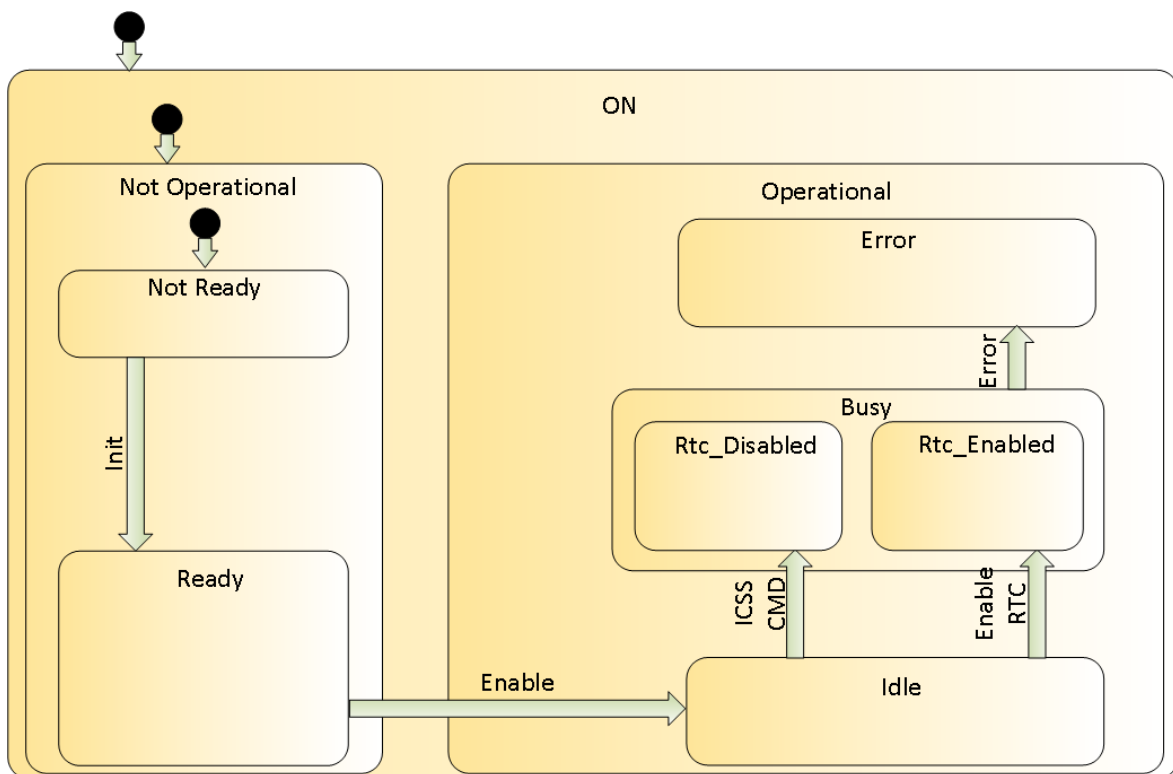 ON
Not Operational
Operational
Error
Not Ready
Error
Busy
Rtc_Disabled
Rtc_Enabled
Init
Ready
ICSS
CMD
Enable
RTC
Enable
Idle